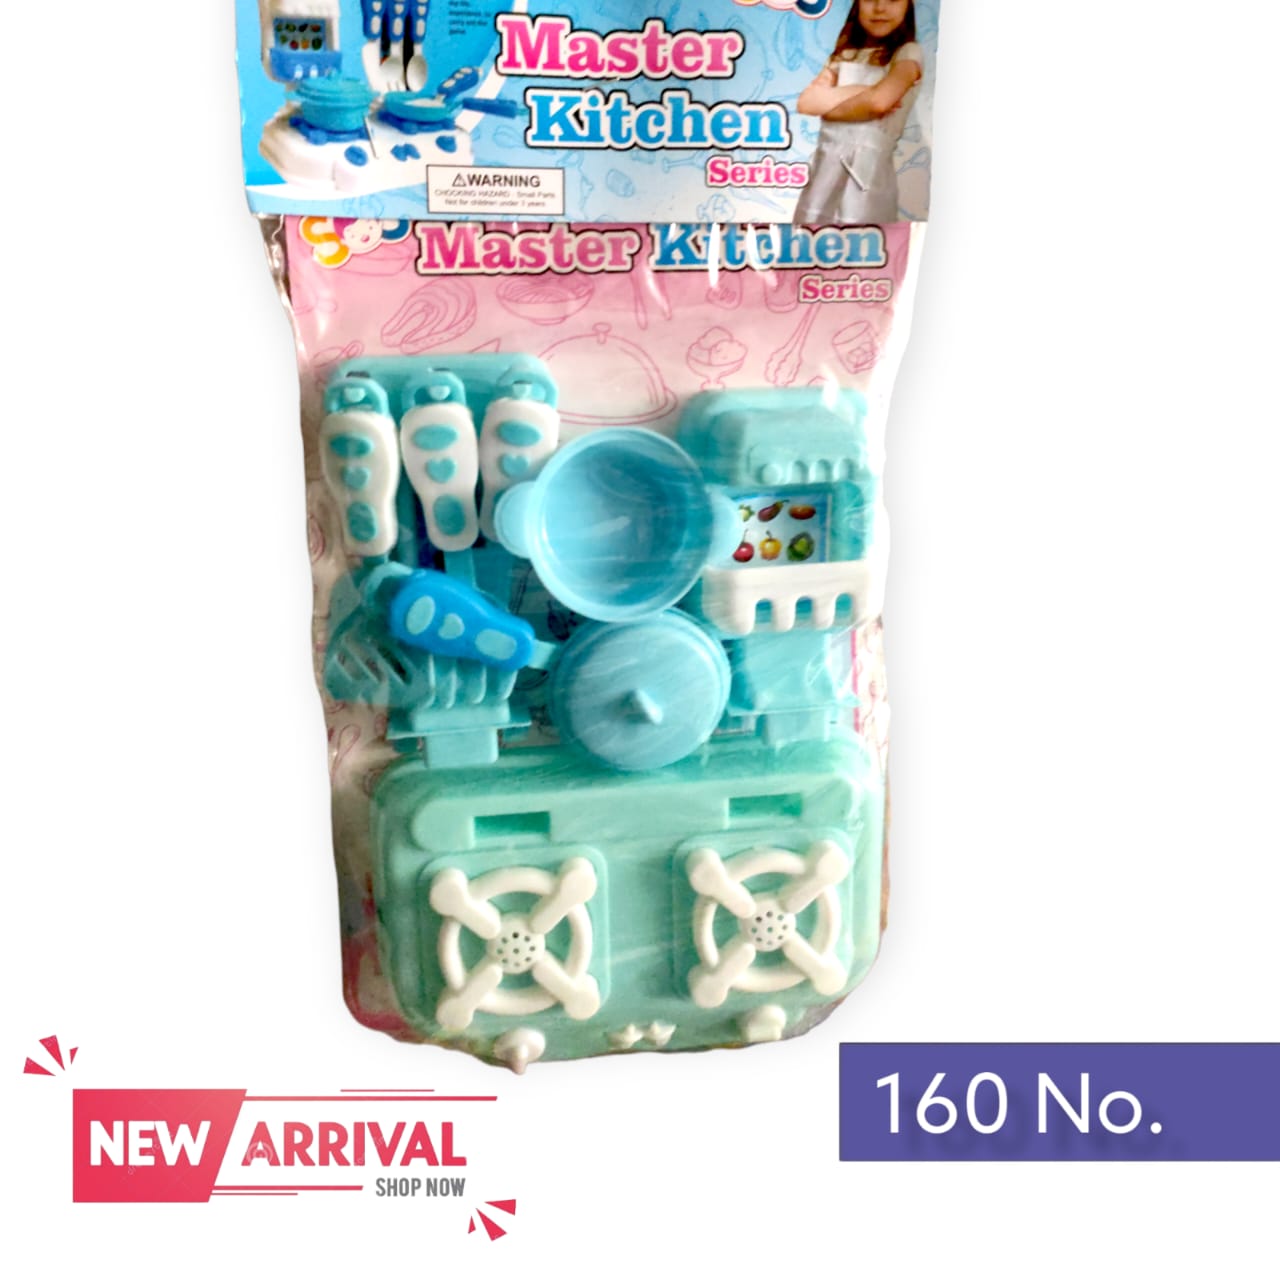 Master
Kitchen
Series
WARNING
CHOCKING HAZARD - Small Parts
Not for children under 3 years
Master Kitchen
Series
NEW ARRIVAL
SHOP NOW
160 No.